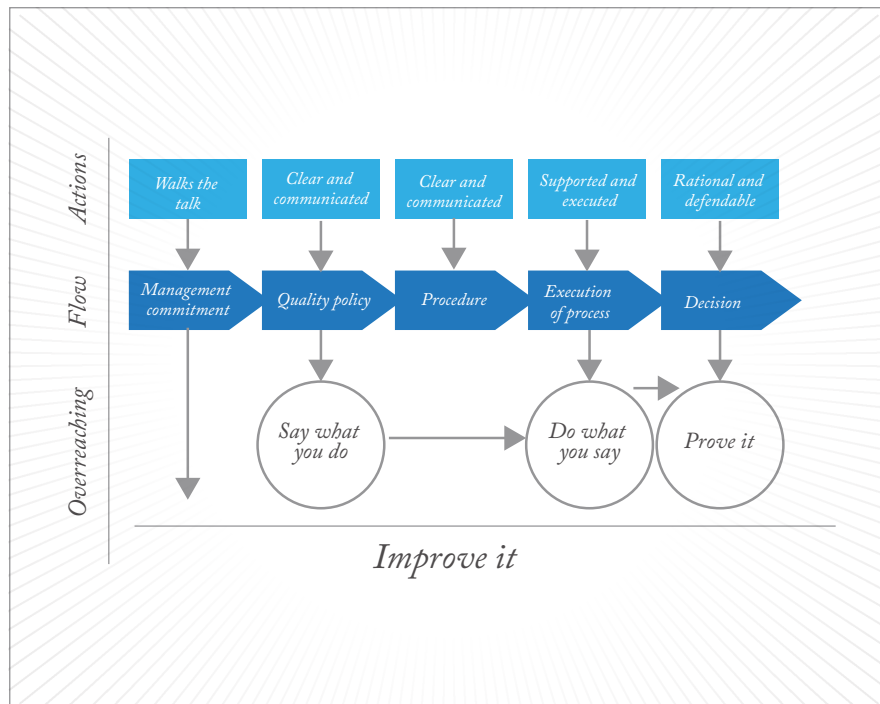 Actions
Walks the
talk
Clear and
communicated
Clear and
communicated
Supported and
executed
Rational and
defendable
Flow
Management
commitment
Quality policy
Procedure
Execution
of process
Decision
Overreaching
Say what
you do
Do what
you say
Prove it
Improve it